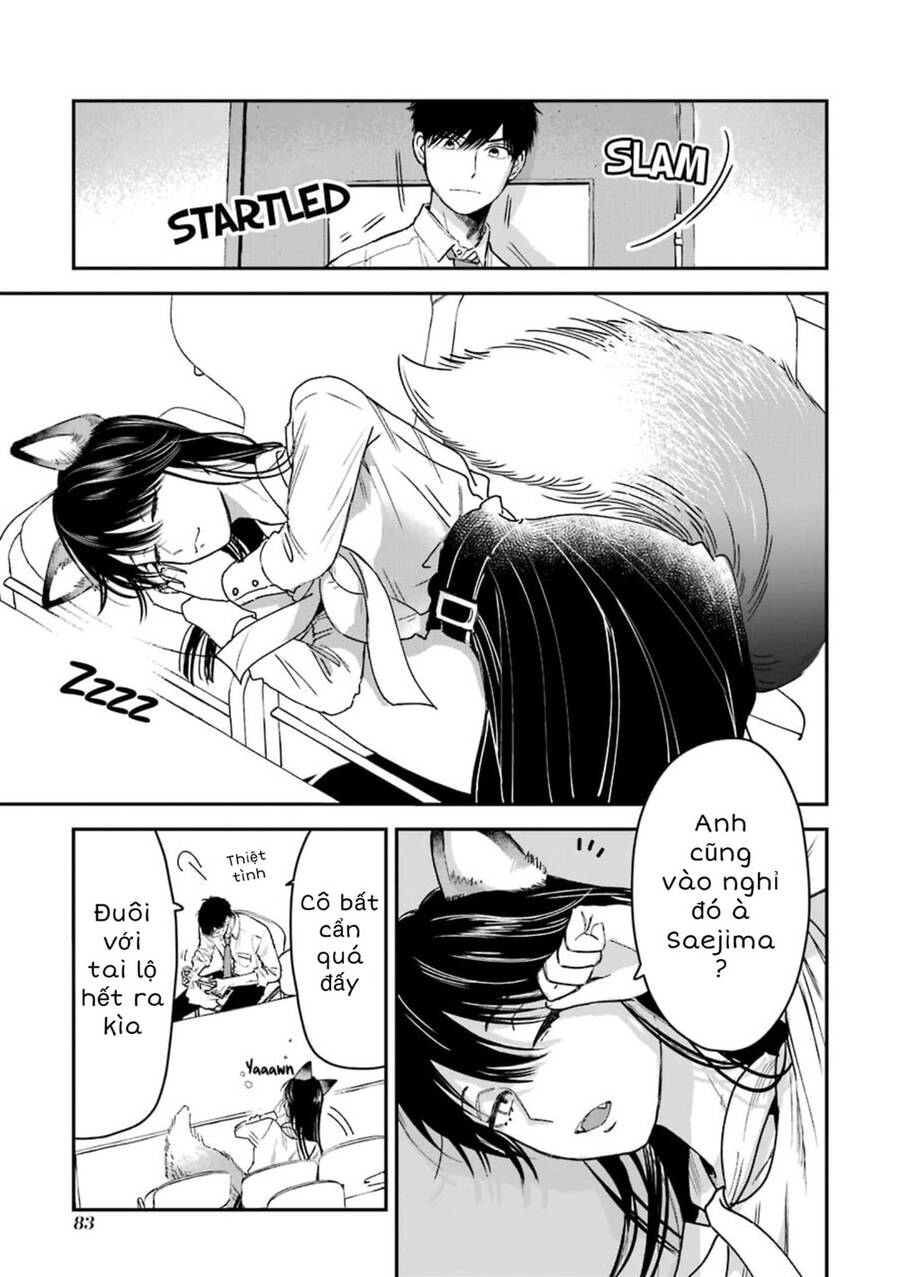 SLAM
STARTLED
ZZZZ
Anh
cũng
vào nghỉ
đó à
Saejima
?
Cô bất
cẩn
quá
đấy
Thiệt
tình
Đuôi
với
tai lộ
hết ra
kìa
Yaaawn
83